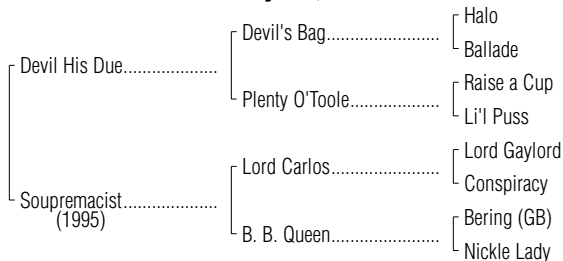 Halo
Devil's Bag.......................
Ballade
Devil His Due....................
Raise a Cup
Plenty O'Toole...................
Li'l Puss
Lord Gaylord
Lord Carlos.......................
Conspiracy
Soupremacist....................
(1995)
Bering (GB)
B. B. Queen.......................
Nickle Lady